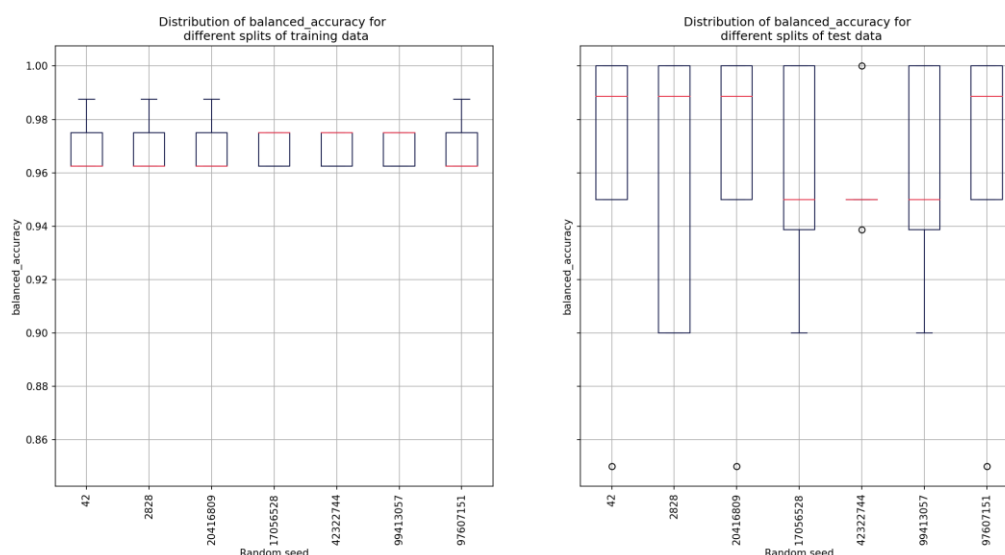 Distribution of balanced_accuracy for
different splits of training data
balanced_accuracy
1.00
0.98
0.96
0.94
0.92
0.90
0.88
0.86
42
2828
20416809
17056528
42322744
99413057
97607151
Random seed
Distribution of balanced_accuracy for
different splits of test data
balanced_accuracy
42
2828
20416809
17056528
42322744
99413057
97607151
Random seed